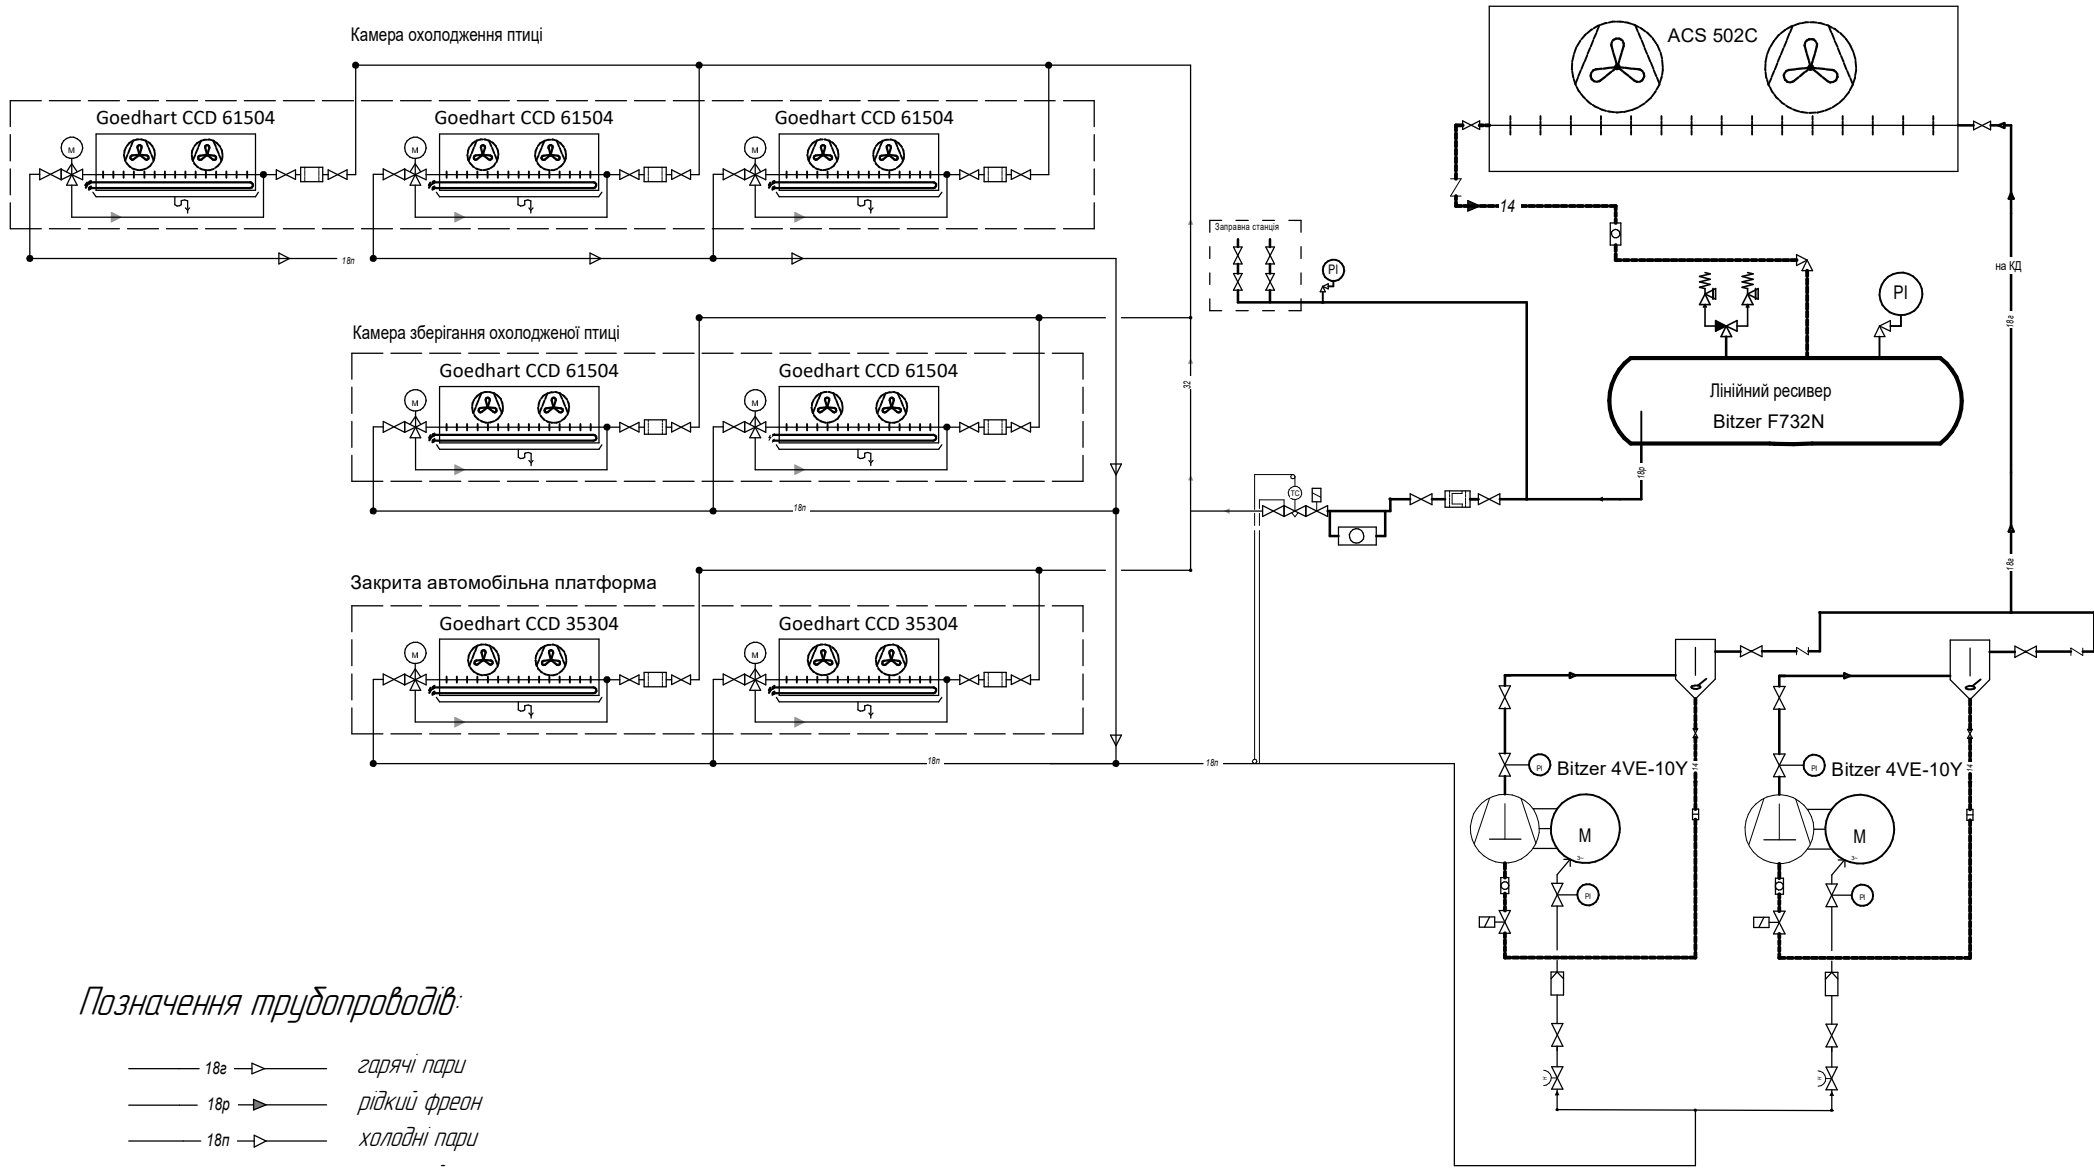 Камера охолодження птиці
ACS 502C
Goedhart CCD 61504
Goedhart CCD 61504
Goedhart CCD 61504
M
M
M
14
Заправна станція
PI
PI
на КД
18п
18г
Камера зберігання охолодженої птиці
Goedhart CCD 61504
Goedhart CCD 61504
M
M
32
Лінійний ресивер
Bitzer F732N
18р
TC
18п
18г
Закрита автомобільна платформа
Goedhart CCD 35304
Goedhart CCD 35304
M
M
18п
18п
PI
Bitzer 4VE-10Y
14
PI
Bitzer 4VE-10Y
14
M
3~
M
3~
PI
PI
Позначення трубопроводів:
18г
гарячі пари
18р
рідкий фреон
18п
холодні пари